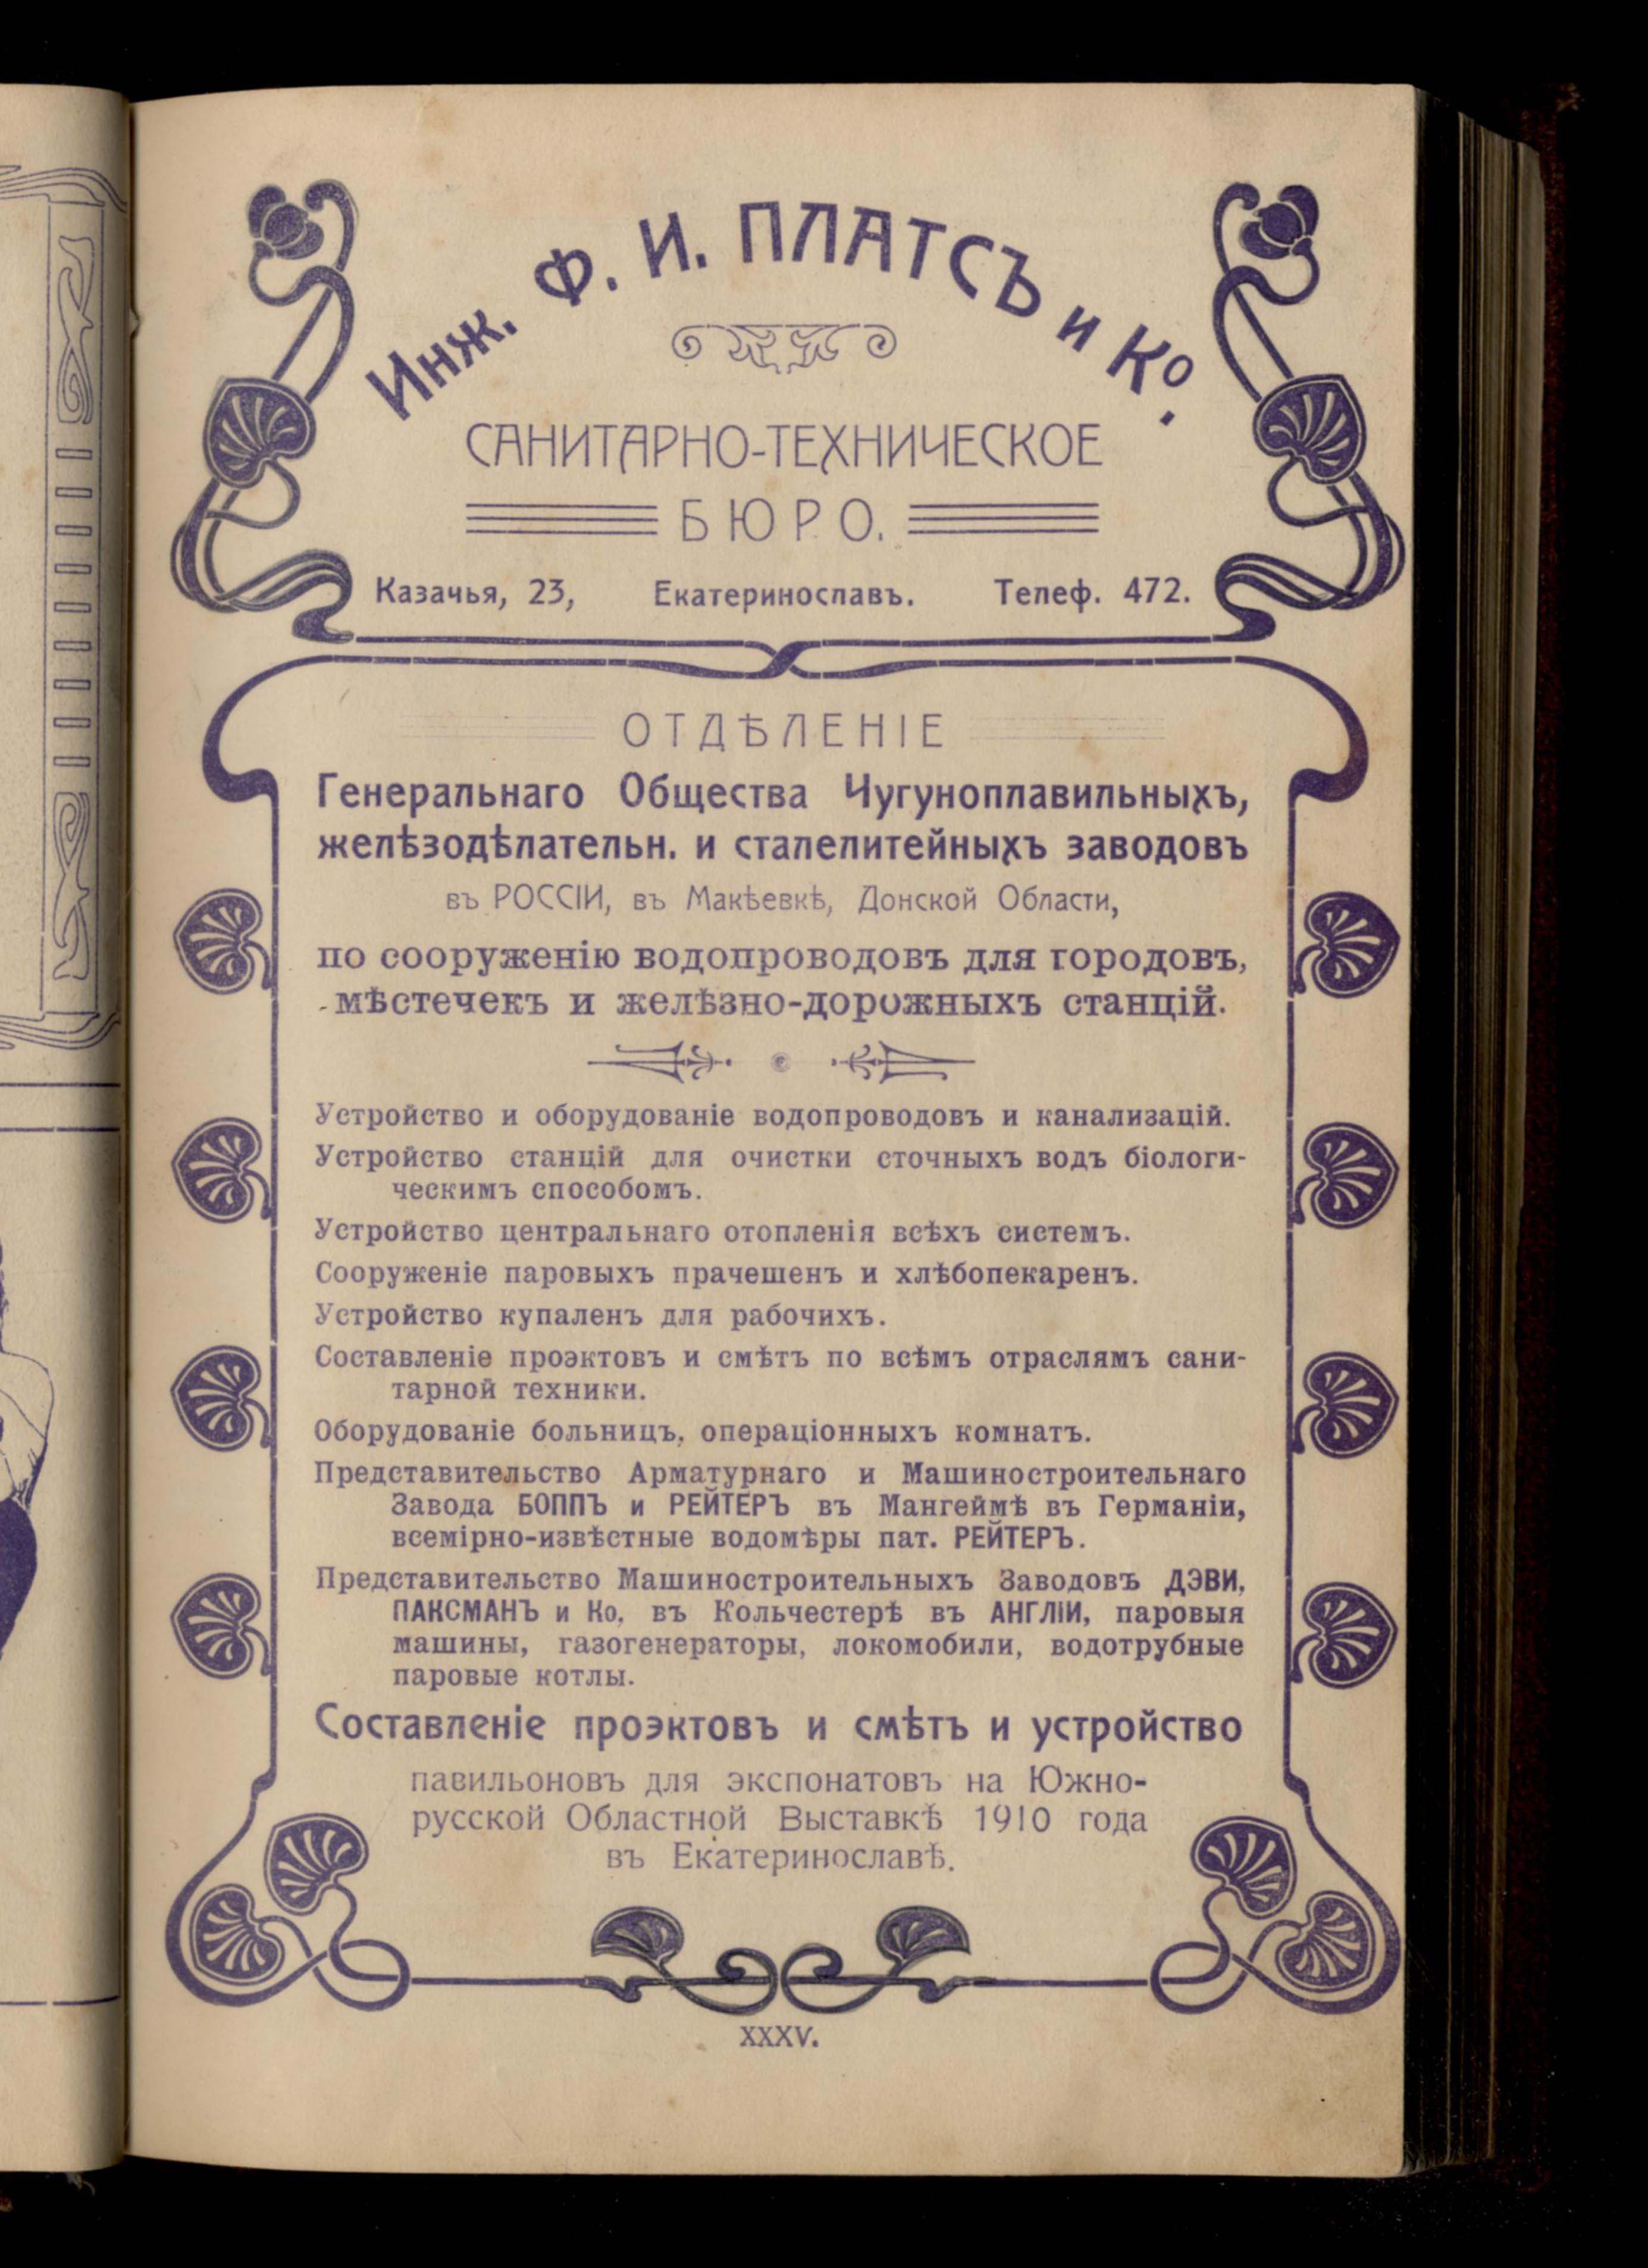 Инж. Ф. И. ПЛАТСЪ и Ко.
САНИТАРНО-ТЕХНИЧЕСКОЕ
БЮРО.
Казачья, 23, Екатеринославъ. Телеф. 472.
ОТДѢЛЕНІЕ
Генеральнаго Общества Чугуноплавильныхъ,
желѣзодѣлательн. и сталелитейныхъ заводовъ
въ РОССІИ, въ Макѣевкѣ, Донской Области,
по сооруженію водопроводовъ для городовъ,
мѣстечекъ и желѣзно-дорожныхъ станцій.
Устройство и оборудованіе водопроводовъ и канализацій.
Устройство станцій для очистки сточныхъ водъ біологи-
ческимъ способомъ.
Устройство центральнаго отопленія всѣхъ системъ.
Сооруженіе паровыхъ прачешенъ и хлѣбопекаренъ.
Устройство купаленъ для рабочихъ.
Составленіе проэктовъ и смѣтъ по всѣмъ отраслямъ сани-
тарной техники.
Оборудованіе больницъ, операціонныхъ комнатъ.
Представительство Арматурнаго и Машиностроительнаго
Завода БОППЪ и РЕЙТЕРЪ въ Мангеймѣ въ Германіи,
всемірно-извѣстные водомѣры пат. РЕЙТЕРЪ.
Представительство Машиностроительныхъ Заводовъ ДЭВИ,
ПАКСМАНЪ и Ко, въ Кольчестерѣ въ АНГЛІИ, паровыя
машины, газогенераторы, локомобили, водотрубные
паровые котлы.
Составленіе проэктовъ и смѣтъ и устройство
павильоновъ для экспонатовъ на Южно-
русской Областной Выставкѣ 1910 года
въ Екатеринославѣ.
XXXV.